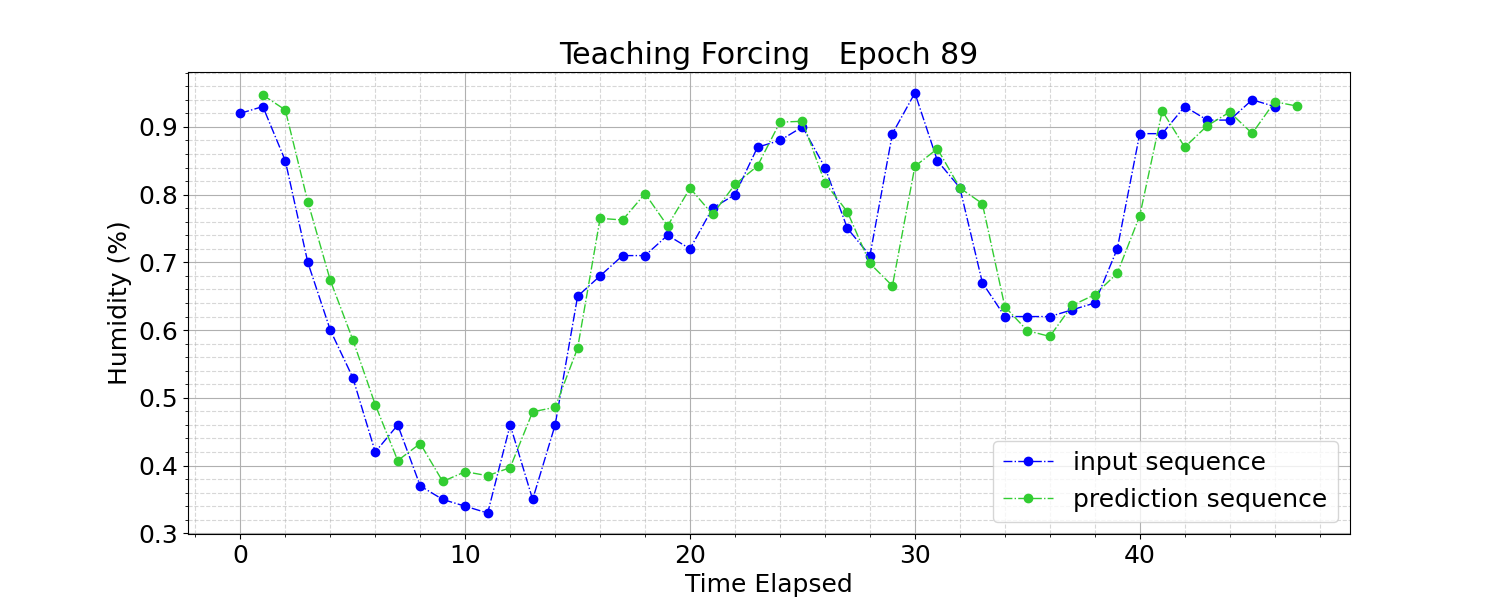 Teaching Forcing   Epoch 89
Humidity (%)
0.9
0.8
0.7
0.6
0.5
0.4
0.3
input sequence
prediction sequence
0 10 20 30 40
Time Elapsed